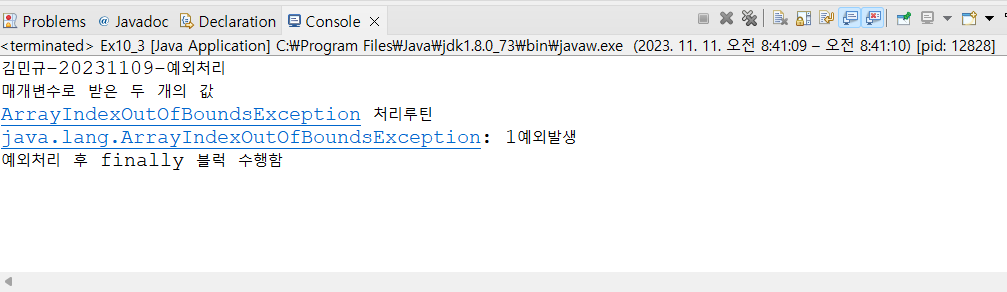 Problems @ Javadoc Declaration Console
<terminated> Ex10_3 [Java Application] C:₩Program Files₩Java₩jdk1.8.0_73₩bin₩javaw.exe (2023. 11. 11. 오전 8:41:09 – 오전 8:41:10) [pid: 12828]
김민규-20231109-예외처리
매개변수로 받은 두 개의 값
ArrayIndexOutOfBoundsException 처리루틴
java.lang.ArrayIndexOutOfBoundsException: 1예외발생
예외처리 후 finally 블럭 수행함